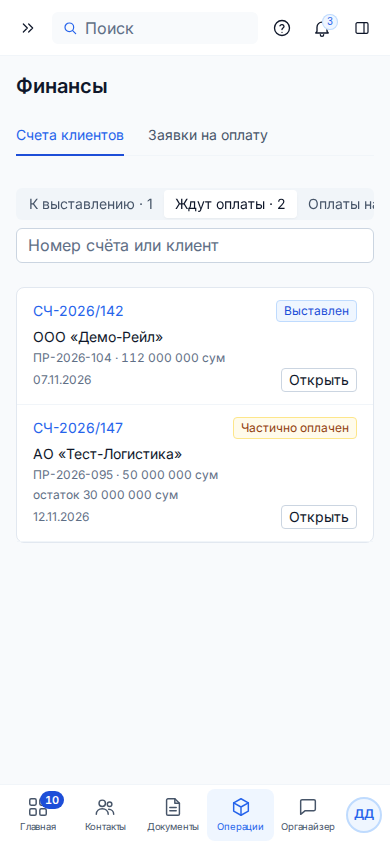 Поиск
3
Финансы
Счета клиентов
Заявки на оплату
К выставлению · 1
Ждут оплаты · 2
Оплаты
Номер счёта или клиент
СЧ-2026/142
Выставлен
ООО «Демо-Рейл»
ПР-2026-104 · 112 000 000 сум
07.11.2026
Открыть
СЧ-2026/147
Частично оплачен
АО «Тест-Логистика»
ПР-2026-095 · 50 000 000 сум
остаток 30 000 000 сум
12.11.2026
Открыть
10
Главная
Контакты
Документы
Операции
Органайзер
ДД